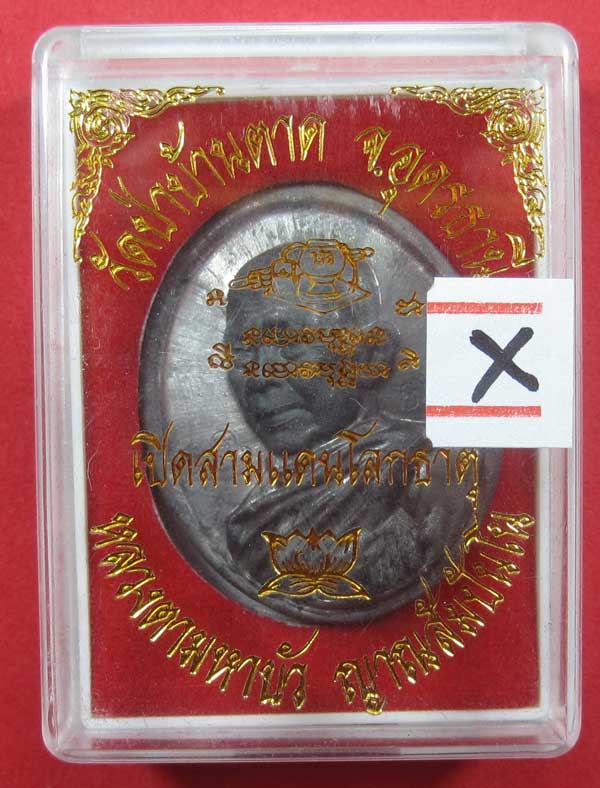 วัดป่าบ้านตาด จ.อุดรธานี
X
เปิดสามแดนโลกธาตุ
หลวงตามหาบัว ญาณสัมปันโน